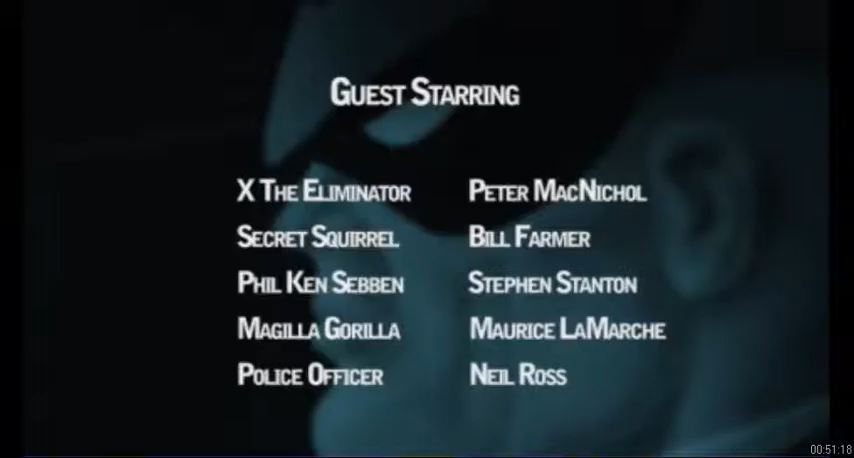 Guest Starring
X The Eliminator Peter MacNichol
Secret Squirrel Bill Farmer
Phil Ken Sebben Stephen Stanton
Magilla Gorilla Maurice LaMarche
Police Officer Neil Ross
00:51:18